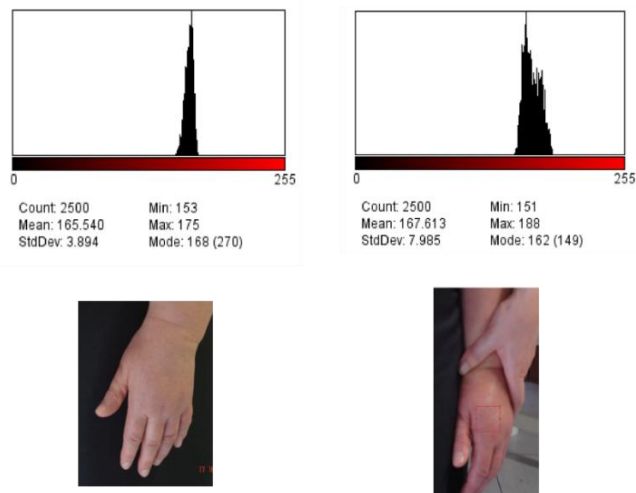 0 255
Count: 2500 Min: 153
Mean: 165.540 Max: 175
StdDev: 3.894 Mode: 168 (270)
0 255
Count: 2500 Min: 151
Mean: 167.613 Max: 188
StdDev: 7.985 Mode: 162 (149)